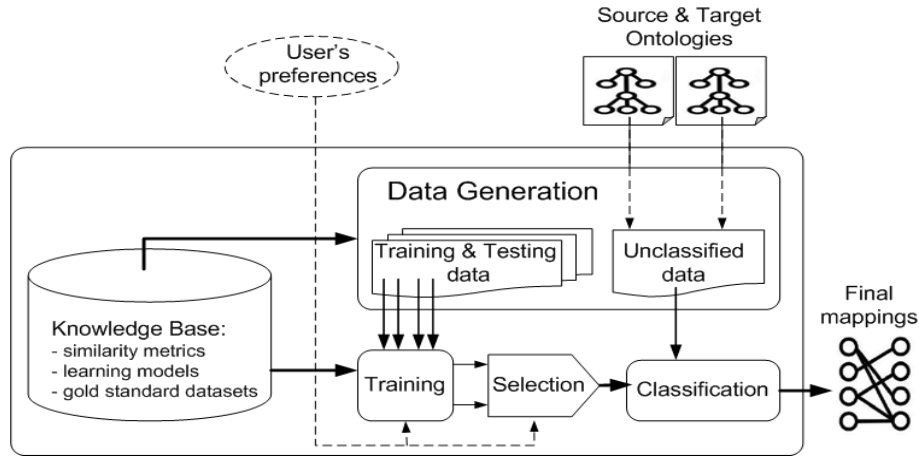 Source & Target
Ontologies
User's
preferences
Data Generation
Training & Testing
data
Unclassified
data
Knowledge Base:
- similarity metrics
- learning models
- gold standard datasets
Training
Selection
Classification
Final
mappings